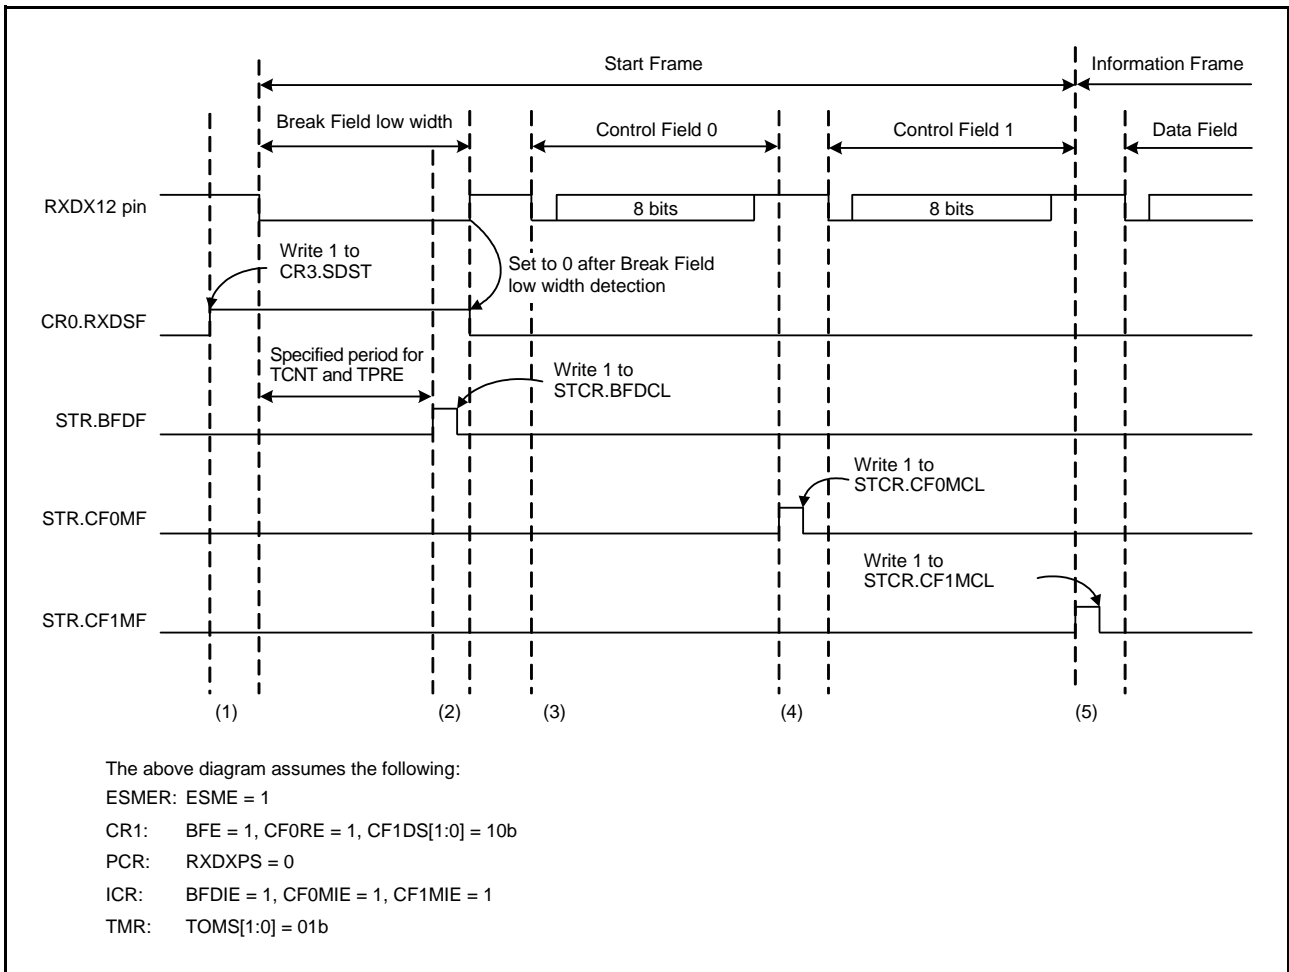 Start Frame
Information Frame
Break Field low width
Control Field 0
Control Field 1
Data Field
RXDX12 pin
8 bits
8 bits
Write 1 to
CR3.SDST
Set to 0 after Break Field
low width detection
CR0.RXDSF
Specified period for
TCNT and TPRE
Write 1 to
STCR.BFDCL
STR.BFDF
Write 1 to
STCR.CF0MCL
STR.CF0MF
Write 1 to
STCR.CF1MCL
STR.CF1MF
(1)
(2)
(3)
(4)
(5)
The above diagram assumes the following:
ESMER: ESME = 1
CR1: BFE = 1, CF0RE = 1, CF1DS[1:0] = 10b
PCR: RXDXPS = 0
ICR: BFDIE = 1, CF0MIE = 1, CF1MIE = 1
TMR: TOMS[1:0] = 01b